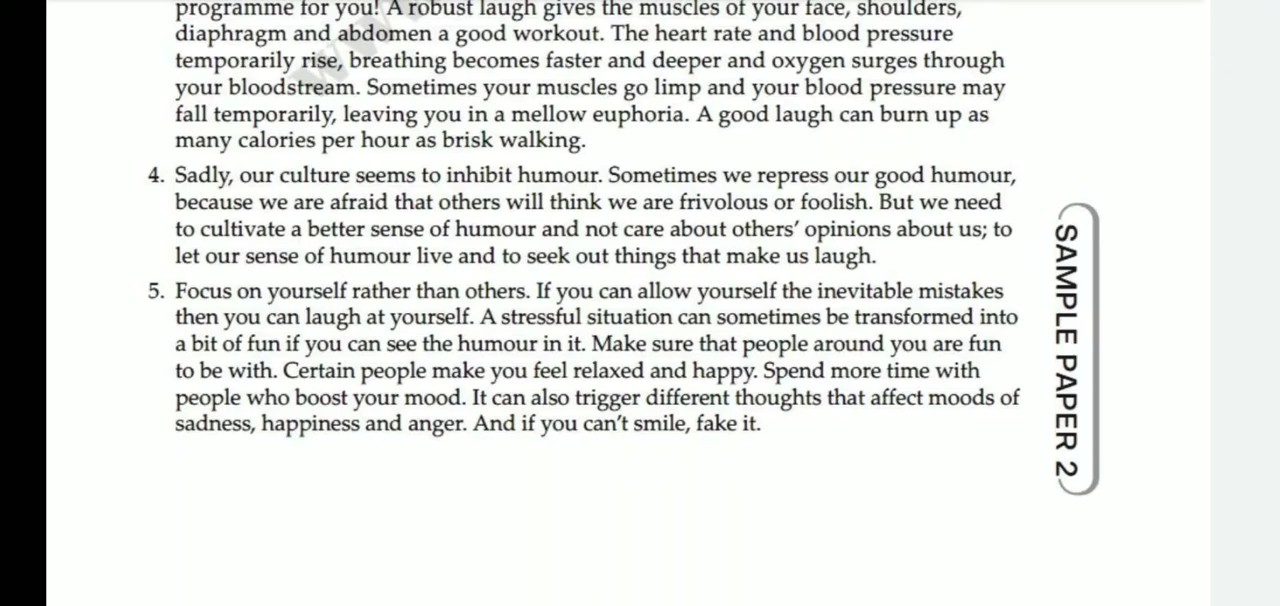 programme for you! A robust laugh gives the muscles of your face, shoulders,
diaphragm and abdomen a good workout. The heart rate and blood pressure
temporarily rise, breathing becomes faster and deeper and oxygen surges through
your bloodstream. Sometimes your muscles go limp and your blood pressure may
fall temporarily, leaving you in a mellow euphoria. A good laugh can burn up as
many calories per hour as brisk walking.
4. Sadly, our culture seems to inhibit humour. Sometimes we repress our good humour,
because we are afraid that others will think we are frivolous or foolish. But we need
to cultivate a better sense of humour and not care about others’ opinions about us; to
let our sense of humour live and to seek out things that make us laugh.
5. Focus on yourself rather than others. If you can allow yourself the inevitable mistakes
then you can laugh at yourself. A stressful situation can sometimes be transformed into
a bit of fun if you can see the humour in it. Make sure that people around you are fun
to be with. Certain people make you feel relaxed and happy. Spend more time with
people who boost your mood. It can also trigger different thoughts that affect moods of
sadness, happiness and anger. And if you can’t smile, fake it.
SAMPLE PAPER 2